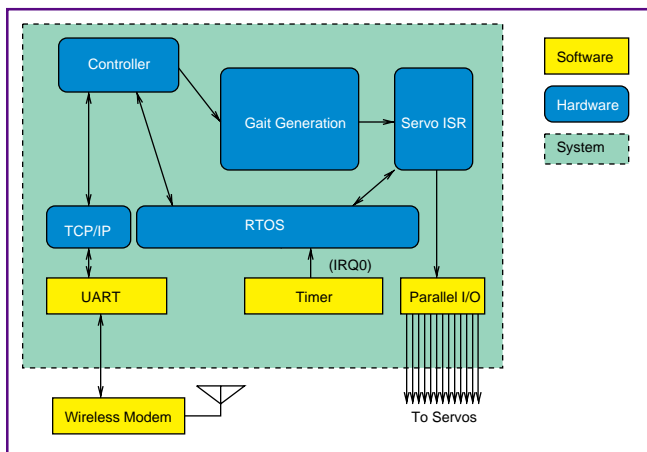 Controller
Gait Generation
Servo ISR
TCP/IP
RTOS
(IRQ0)
UART
Timer
Parallel I/O
Wireless Modem
To Servos
Software
Hardware
System